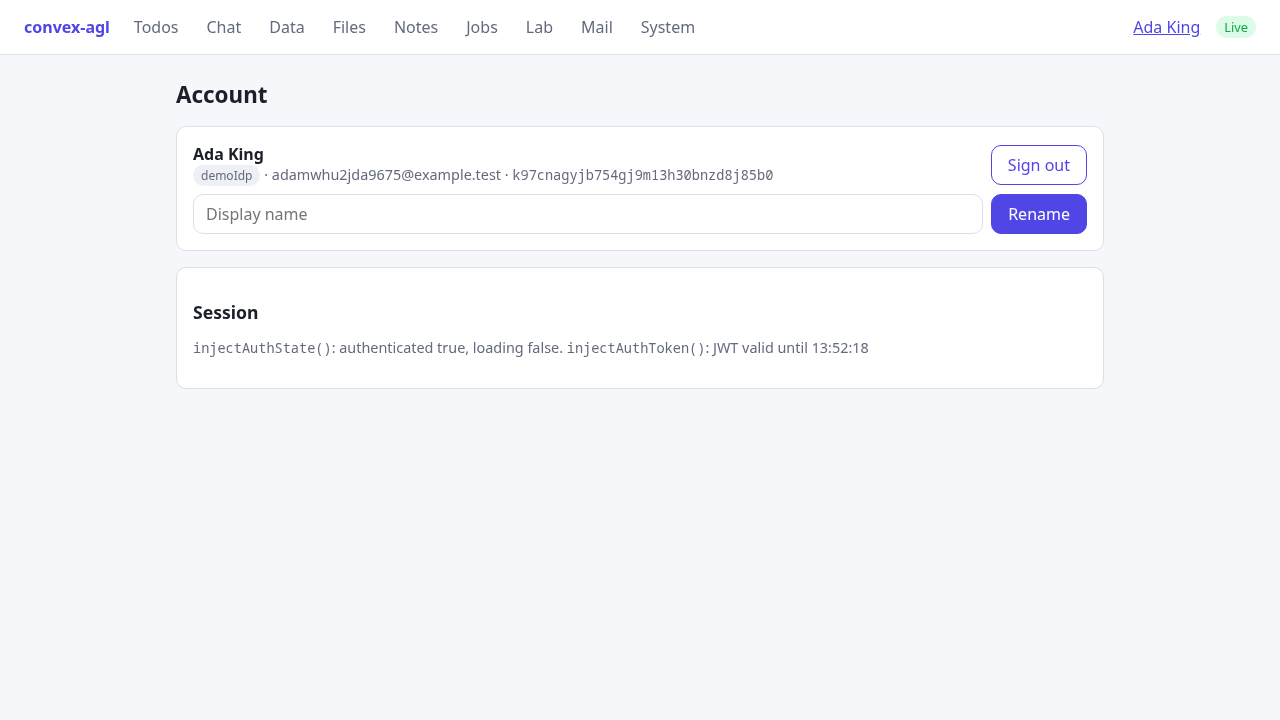 convex-agl Todos Chat Data Files Notes Jobs Lab Mail System Ada King Live
Account
Ada King
Sign out
demoIdp · adamwhu2jda9675@example.test · k97cnagyjb754gj9m13h30bnzd8j85b0
Display name
Rename
Session
injectAuthState(): authenticated true, loading false. injectAuthToken(): JWT valid until 13:52:18